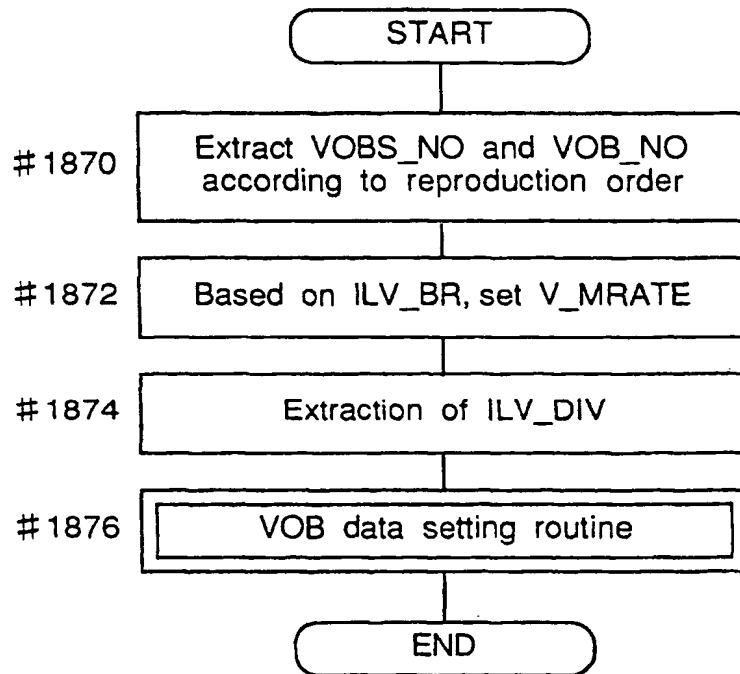 START
#1870
Extract VOBS_NO and VOB_NO
according to reproduction order
#1872
Based on ILV_BR, set V_MRATE
#1874
Extraction of ILV_DIV
#1876
VOB data setting routine
END